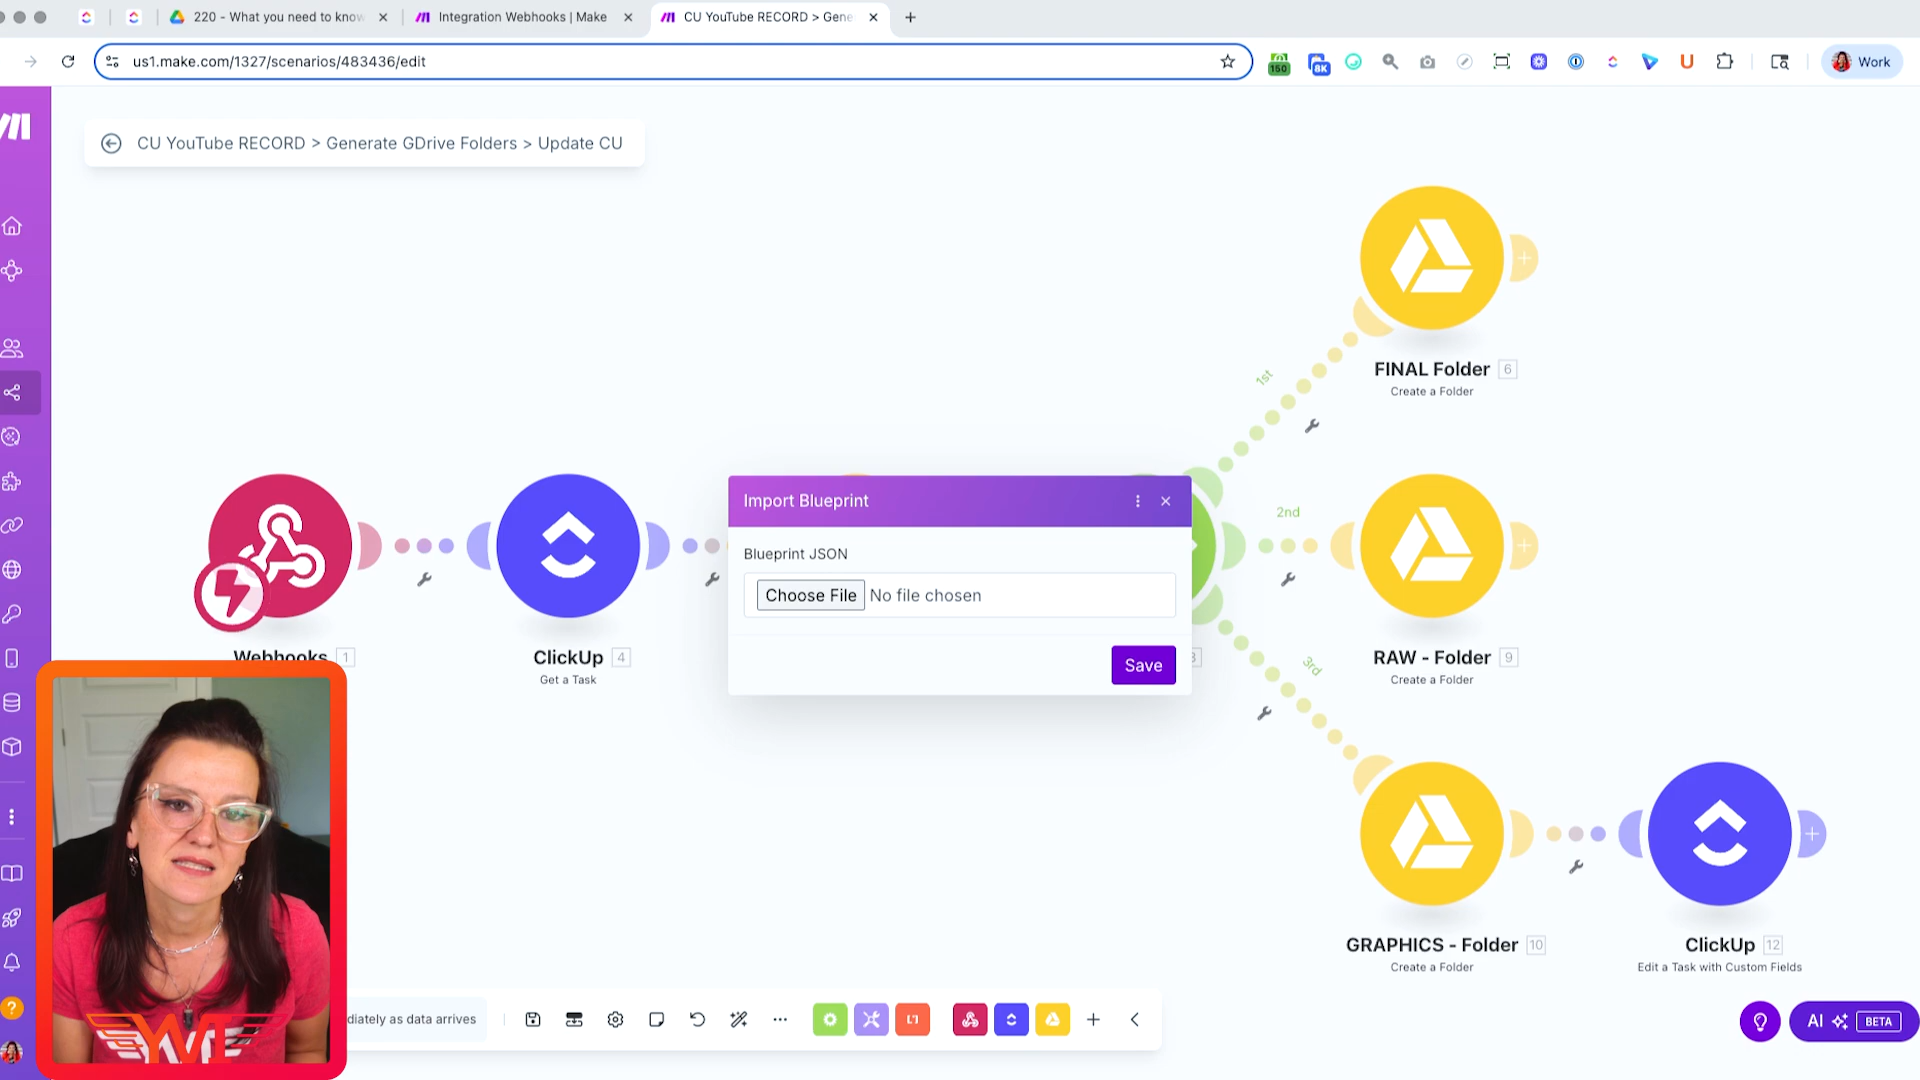 220 - What you need to know
Integration Webhooks | Make
CU YouTube RECORD > Gene
us1.make.com/1327/scenarios/483436/edit
150
8K
Work
CU YouTube RECORD > Generate GDrive Folders > Update CU
FINAL Folder 6
Create a Folder
1st
Import Blueprint
2nd
Blueprint JSON
Choose File No file chosen
Webhooks 1
ClickUp 4
Get a Task
Save
3
3rd
RAW - Folder 9
Create a Folder
GRAPHICS - Folder 10
Create a Folder
ClickUp 12
Edit a Task with Custom Fields
diately as data arrives
AI BETA
?